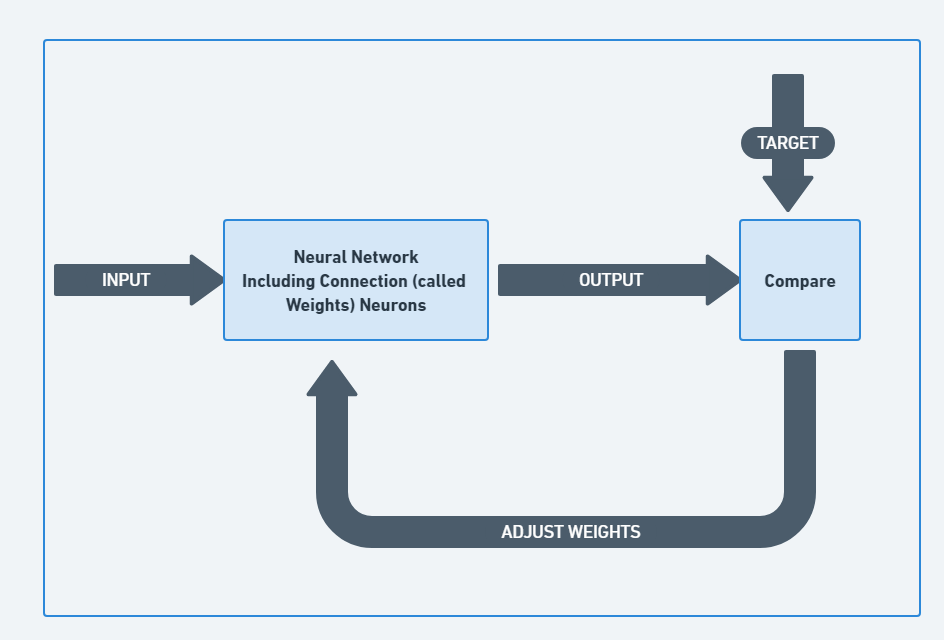 TARGET
Neural Network
Including Connection (called
Weights) Neurons
INPUT
OUTPUT
Compare
ADJUST WEIGHTS